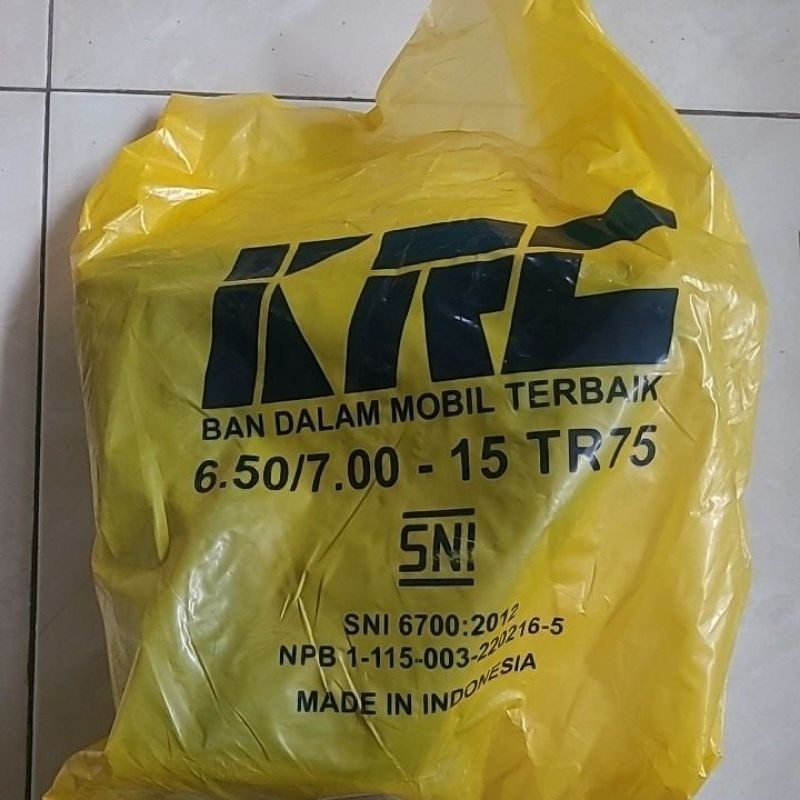 KRC
BAN DALAM MOBIL TERBAIK
6.50/7.00 - 15 TR75
SNI
SNI 6700:2012
NPB 1-115-003-220216-5
MADE IN INDONESIA